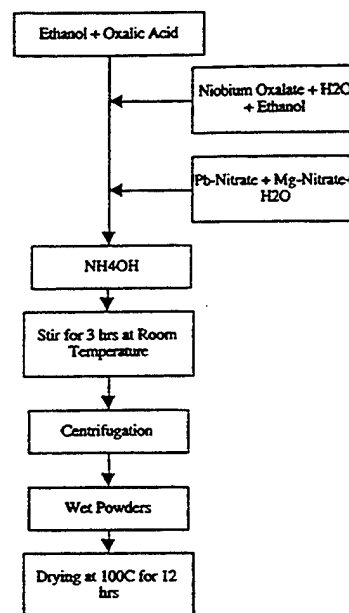 Ethanol + Oxalic Acid
Niobium Oxalate + H2O
+ Ethanol
Pb-Nitrate + Mg-Nitrate+
H2O
NH4OH
Stir for 3 hrs at Room
Temperature
Centrifugation
Wet Powders
Drying at 100C for 12
hrs